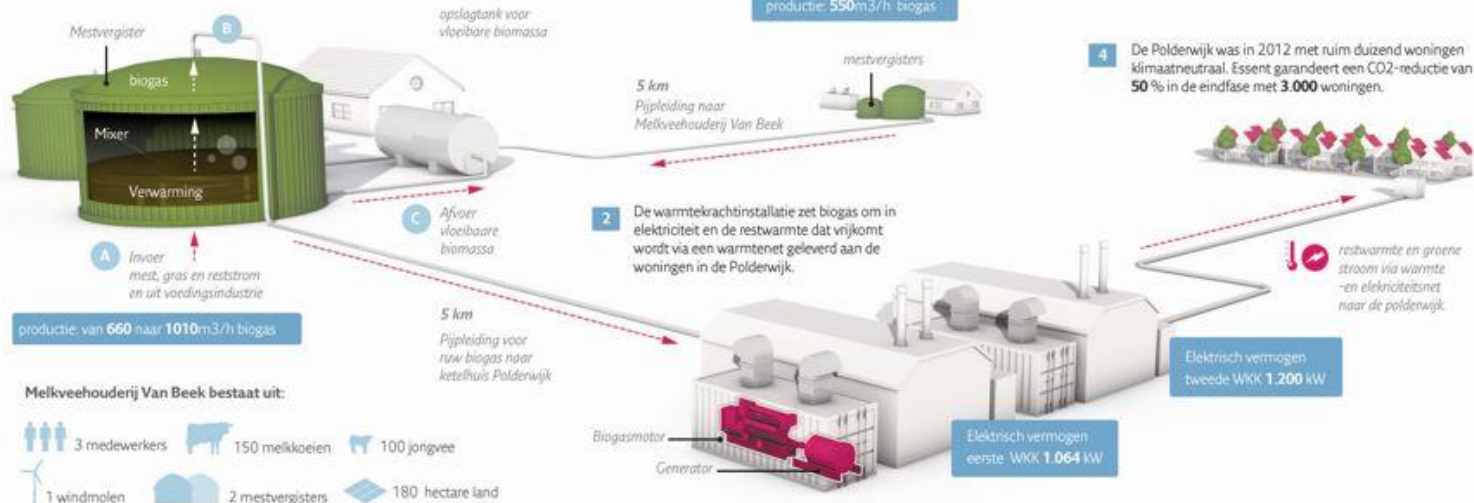 opslagtank voor
vloeibare biomassa
productie: 550m3/h biogas
Mestvergister
B
biogas
Mixer
Verwarming
mestvergisters
5 km
Pijpleiding naar
Melkveehouderij Van Beek
4
De Polderwijk was in 2012 met ruim duizend woningen
klimaatneutraal. Essent garandeert een CO2-reductie van
50 % in de eindfase met 3.000 woningen.
A
Invoer
mest, gras en reststrom
en uit voedingsindustrie
C
Afvoer
vloeibaare
biomassa
2
De warmtekrachtinstallatie zet biogas om in
elektriciteit en de restwarmte dat vrijkomt
wordt via een warmtenet geleverd aan de
woningen in de Polderwijk.
restwarmte en groene
stroom via warmte
-en elekriciteitsnet
naar de polderwijk.
productie: van 660 naar 1010m3/h biogas
5 km
Pijpleiding voor
ruw biogas naar
ketelhuis Polderwijk
Elektrisch vermogen
tweede WKK 1.200 kW
Elektrisch vermogen
eerste WKK 1.064 kW
Biogasmotor
Generator
Melkveehouderij Van Beek bestaat uit:
3 medewerkers
150 melkkoeien
100 jongvee
1 windmolen
2 mestvergisters
180 hectare land